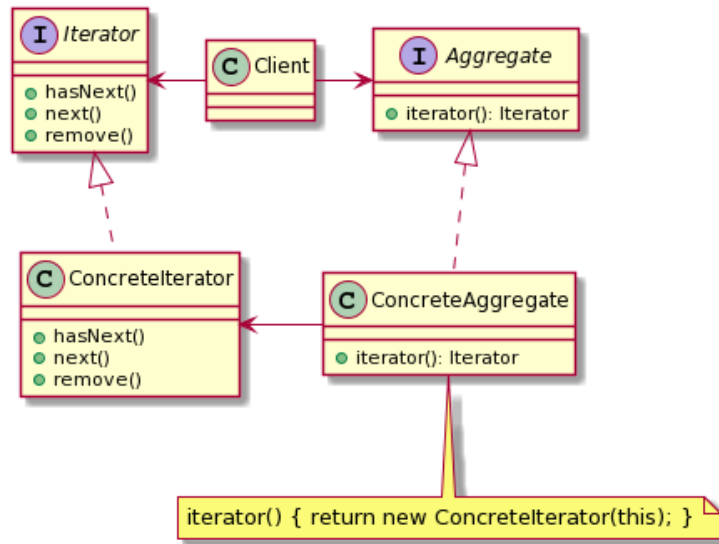 I Iterator
hasNext()
next()
remove()
C Client
I Aggregate
iterator(): Iterator
C ConcreteIterator
hasNext()
next()
remove()
C ConcreteAggregate
iterator(): Iterator
iterator() { return new ConcreteIterator(this); }